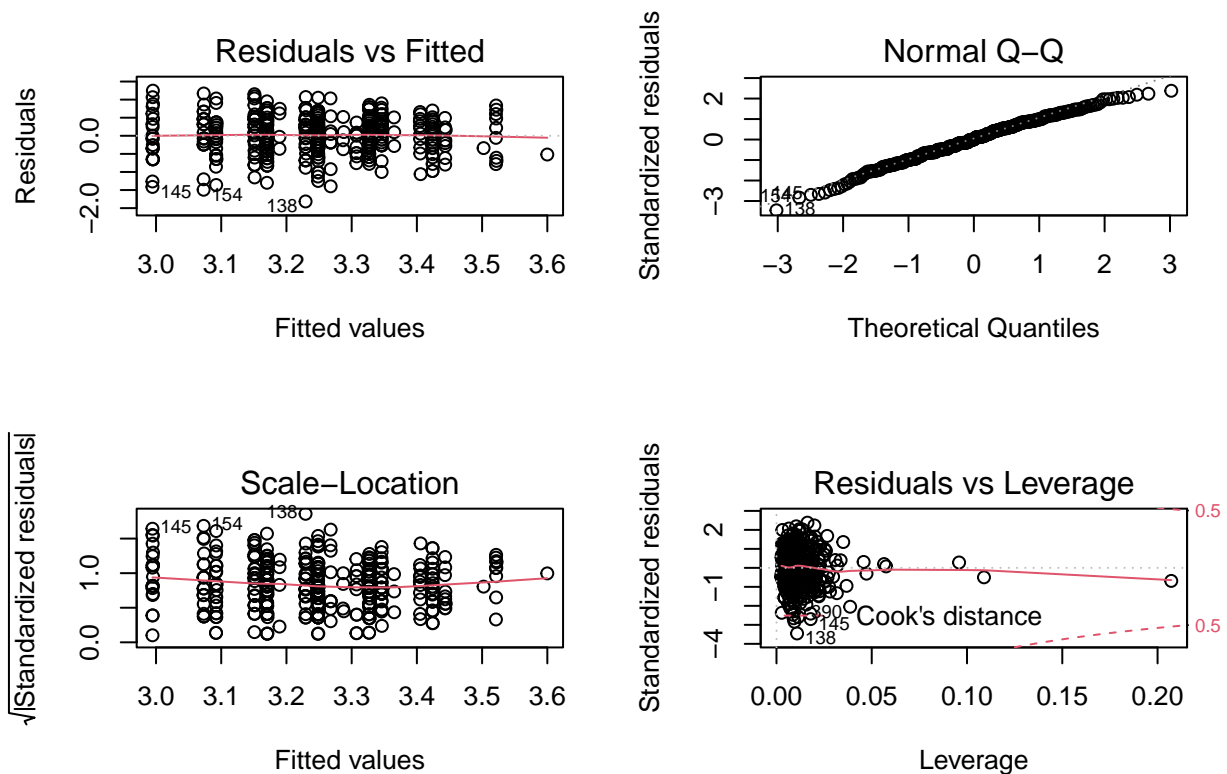 Residuals vs Fitted
Residuals
0.0
−2.0
145
154
138
3.0 3.1 3.2 3.3 3.4 3.5 3.6
Fitted values
Normal Q−Q
Standardized residuals
2
0
−3
154
145
138
−3 −2 −1 0 1 2 3
Theoretical Quantiles
Scale−Location
√|Standardized residuals|
1.0
0.0
145
154
138
3.0 3.1 3.2 3.3 3.4 3.5 3.6
Fitted values
Residuals vs Leverage
Standardized residuals
2
−1
−4
0.5
0.5
390
145
138
Cook's distance
0.00 0.05 0.10 0.15 0.20
Leverage